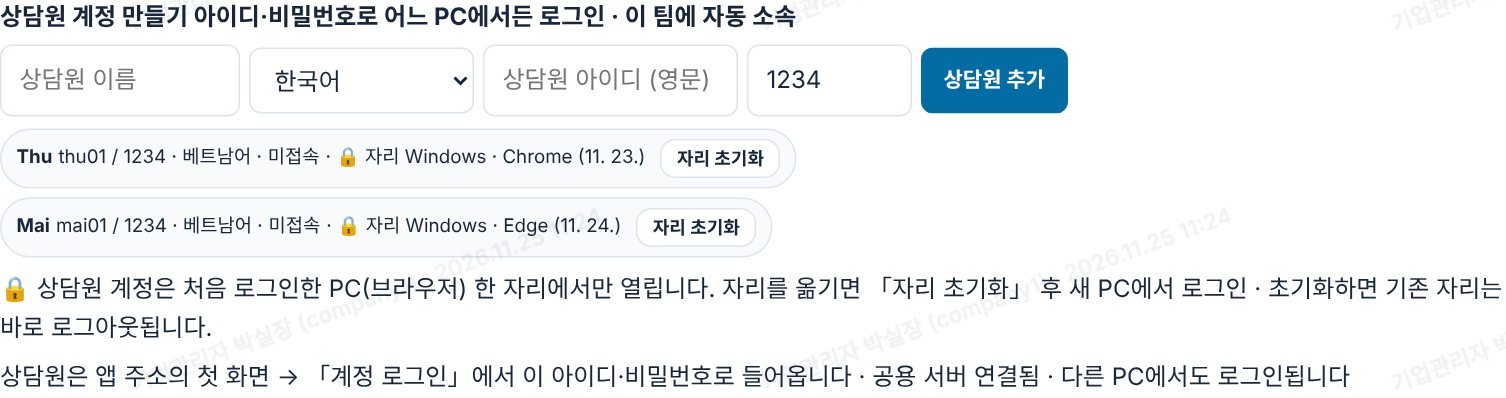 상담원 계정 만들기 아이디·비밀번호로 어느 PC에서든 로그인 · 이 팀에 자동 소속
상담원 이름 한국어 상담원 아이디 (영문) 1234 상담원 추가
Thu thu01 / 1234 · 베트남어 · 미접속 · 🔒 자리 Windows · Chrome (11. 23.) 자리 초기화
Mai mai01 / 1234 · 베트남어 · 미접속 · 🔒 자리 Windows · Edge (11. 24.) 자리 초기화
🔒 상담원 계정은 처음 로그인한 PC(브라우저) 한 자리에서만 열립니다. 자리를 옮기면 「자리 초기화」 후 새 PC에서 로그인 · 초기화하면 기존 자리는
바로 로그아웃됩니다.
상담원은 앱 주소의 첫 화면 → 「계정 로그인」에서 이 아이디·비밀번호로 들어옵니다 · 공용 서버 연결됨 · 다른 PC에서도 로그인됩니다